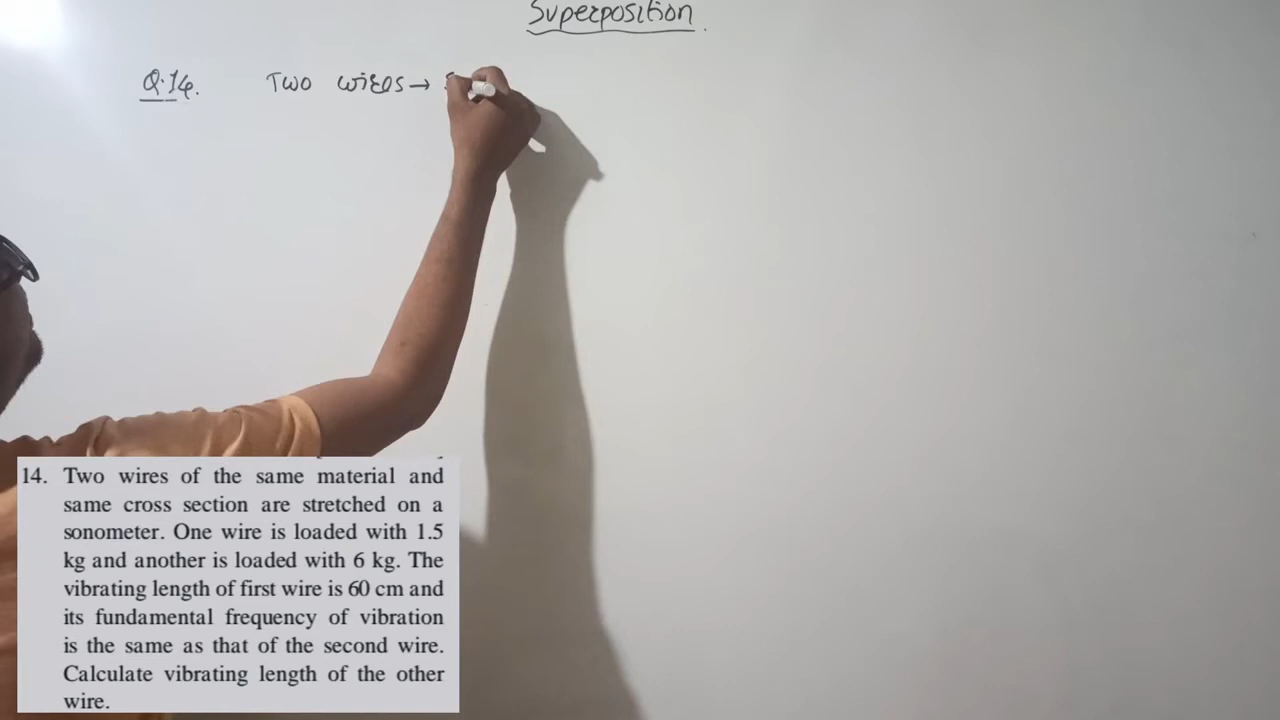 Superposition.
Q.14. Two wires →
14. Two wires of the same material and
same cross section are stretched on a
sonometer. One wire is loaded with 1.5
kg and another is loaded with 6 kg. The
vibrating length of first wire is 60 cm and
its fundamental frequency of vibration
is the same as that of the second wire.
Calculate vibrating length of the other
wire.